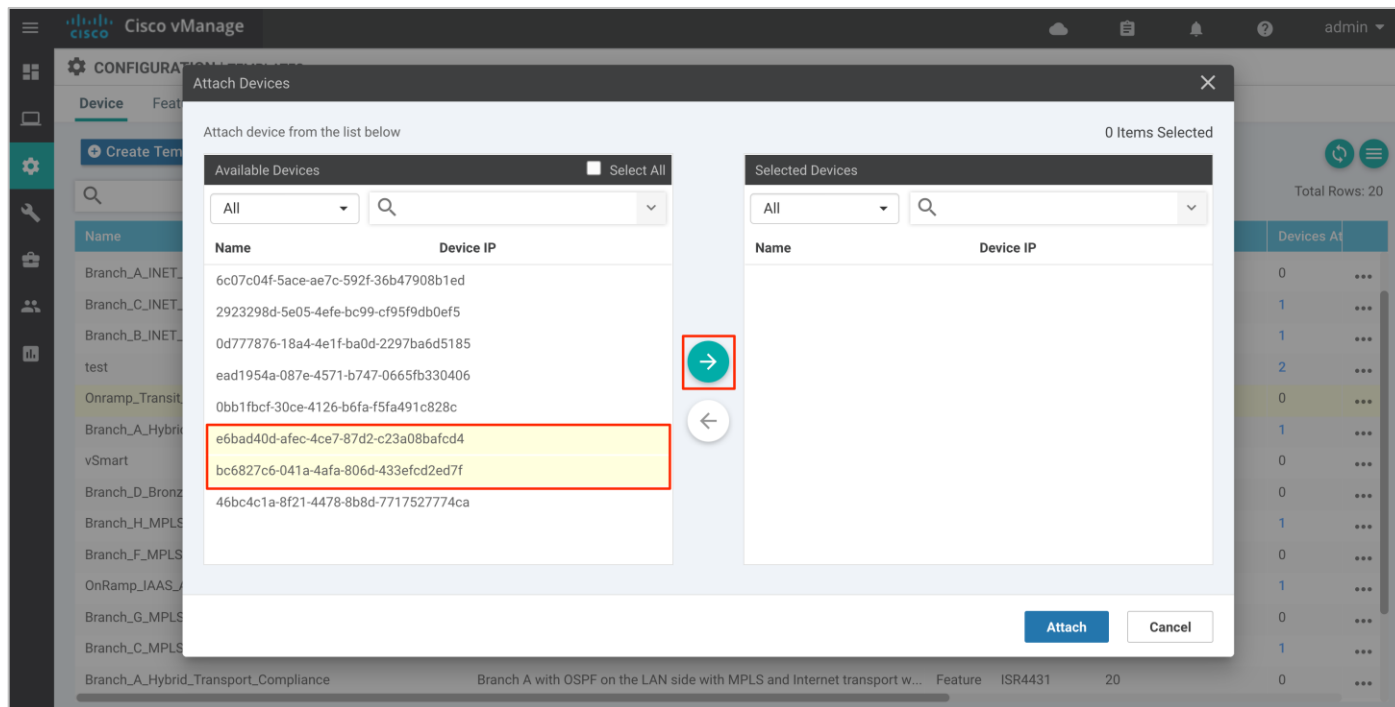 cisco Cisco vManage admin
CONFIGURATION | TEMPLATES
Device Feat
Create Tem
Total Rows: 20
Name Devices At
Branch_A_INET_ 0
Branch_C_INET_ 1
Branch_B_INET_ 1
test 2
Onramp_Transit_ 0
Branch_A_Hybrid 1
vSmart 0
Branch_D_Bronz 0
Branch_H_MPLS 1
Branch_F_MPLS 0
OnRamp_IAAS_A 1
Branch_G_MPLS 0
Branch_C_MPLS 1
Branch_A_Hybrid_Transport_Compliance Branch A with OSPF on the LAN side with MPLS and Internet transport w... Feature ISR4431 20 0
Attach Devices
Attach device from the list below 0 Items Selected
Available Devices Select All
All
Name Device IP
6c07c04f-5ace-ae7c-592f-36b47908b1ed
2923298d-5e05-4efe-bc99-cf95f9db0ef5
0d777876-18a4-4e1f-ba0d-2297ba6d5185
ead1954a-087e-4571-b747-0665fb330406
0bb1fbcf-30ce-4126-b6fa-f5fa491c828c
e6bad40d-afec-4ce7-87d2-c23a08bafcd4
bc6827c6-041a-4afa-806d-433efcd2ed7f
46bc4c1a-8f21-4478-8b8d-7717527774ca
Selected Devices
All
Name Device IP
Attach Cancel